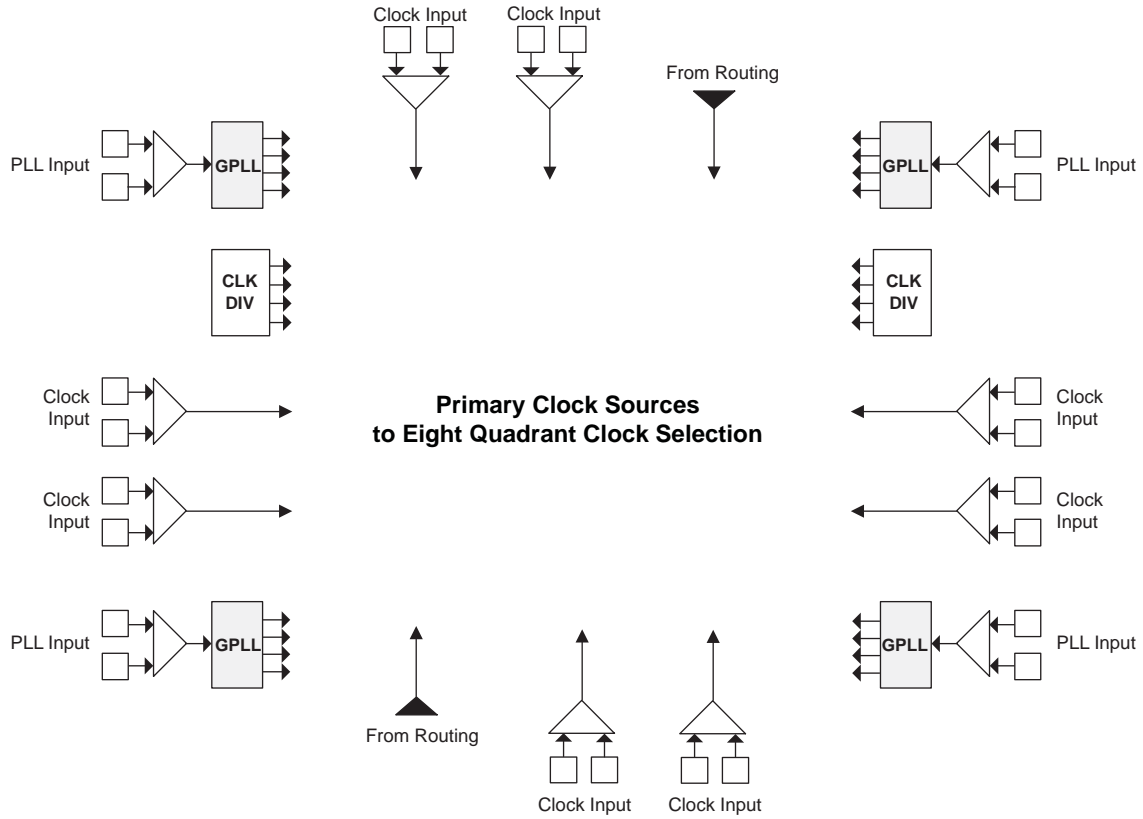 Clock Input
Clock Input
From Routing
PLL Input
GPLL
GPLL
PLL Input
CLK
DIV
CLK
DIV
Clock
Input
Primary Clock Sources
to Eight Quadrant Clock Selection
Clock
Input
Clock
Input
Clock
Input
PLL Input
GPLL
GPLL
PLL Input
From Routing
Clock Input
Clock Input